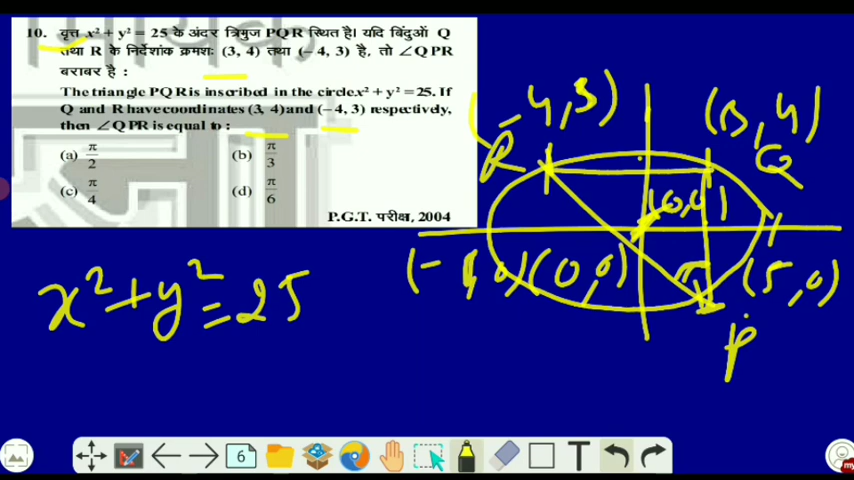 10. वृत्त x² + y² = 25 के अंदर त्रिभुज PQR स्थित है। यदि बिंदुओं Q
तथा R के निर्देशांक क्रमशः (3, 4) तथा (– 4, 3) है, तो ∠QPR
बराबर है :
The triangle PQR is inscribed in the circle x² + y² = 25. If
Q and R have coordinates (3, 4) and (– 4, 3) respectively,
then ∠QPR is equal to :
(a) π/2 (b) π/3
(c) π/4 (d) π/6
P.G.T. परीक्षा, 2004
x²+y²=25
(-4,3)
(3,4)
R
Q
(0,0)
(0,0)
(5,0)
P
6
T